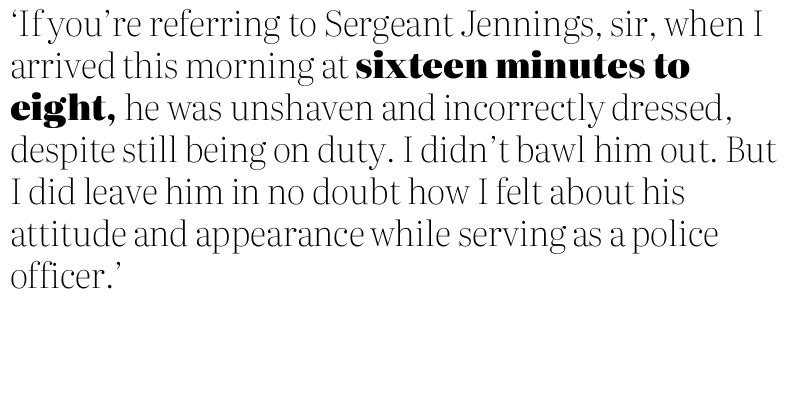 ‘If you’re referring to Sergeant Jennings, sir, when I
arrived this morning at sixteen minutes to
eight, he was unshaven and incorrectly dressed,
despite still being on duty. I didn’t bawl him out. But
I did leave him in no doubt how I felt about his
attitude and appearance while serving as a police
officer.’